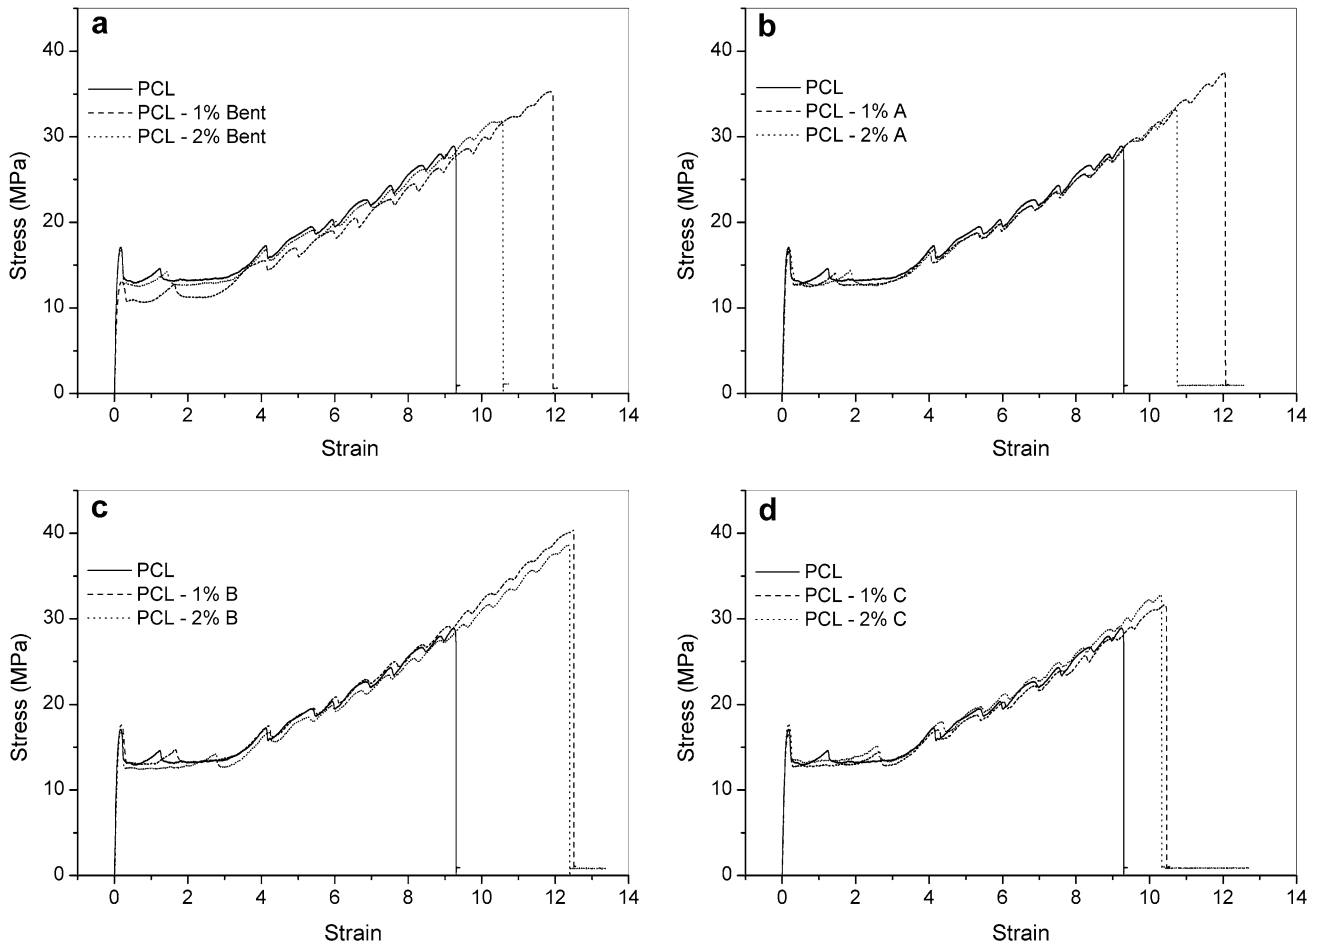 a
40
30
20
10
0
Stress (MPa)
PCL
PCL - 1% Bent
PCL - 2% Bent
0 2 4 6 8 10 12 14
Strain
b
40
30
20
10
0
Stress (MPa)
PCL
PCL - 1% A
PCL - 2% A
0 2 4 6 8 10 12 14
Strain
c
40
30
20
10
0
Stress (MPa)
PCL
PCL - 1% B
PCL - 2% B
0 2 4 6 8 10 12 14
Strain
d
40
30
20
10
0
Stress (MPa)
PCL
PCL - 1% C
PCL - 2% C
0 2 4 6 8 10 12 14
Strain